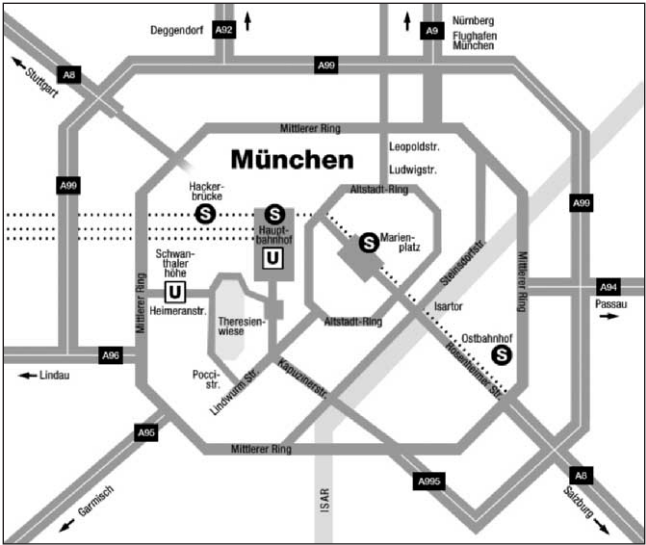 Deggendorf
A92
A9
Nürnberg
Flughafen
München
A8
Stuttgart
A99
Mittlerer Ring
München
Leopoldstr.
Ludwigstr.
A99
Hacker-
brücke
S
S
Haupt-
bahnhof
U
Altstadt-Ring
S
Marien-
platz
A99
Steinsdorfstr.
Mittlerer Ring
Schwan-
thaler
höhe
U
Heimeranstr.
Mittlerer Ring
Theresien-
wiese
Altstadt-Ring
Isartor
A94
Passau
Ostbahnhof
S
Rosenheimer Str.
A96
Lindau
Pocci-
str.
Lindwurm Str.
Kapuzinerstr.
A95
Garmisch
Mittlerer Ring
ISAR
A995
A8
Salzburg